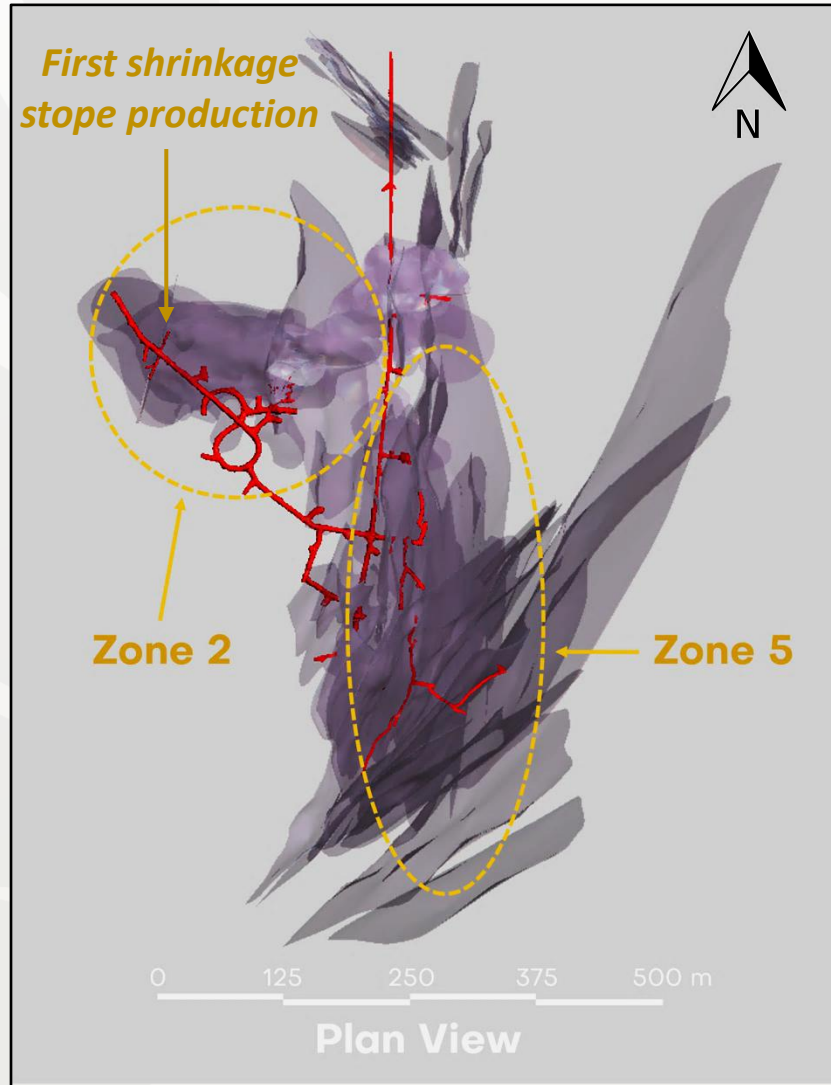 First shrinkage
stope production
N
Zone 2
Zone 5
0 125 250 375 500 m
Plan View